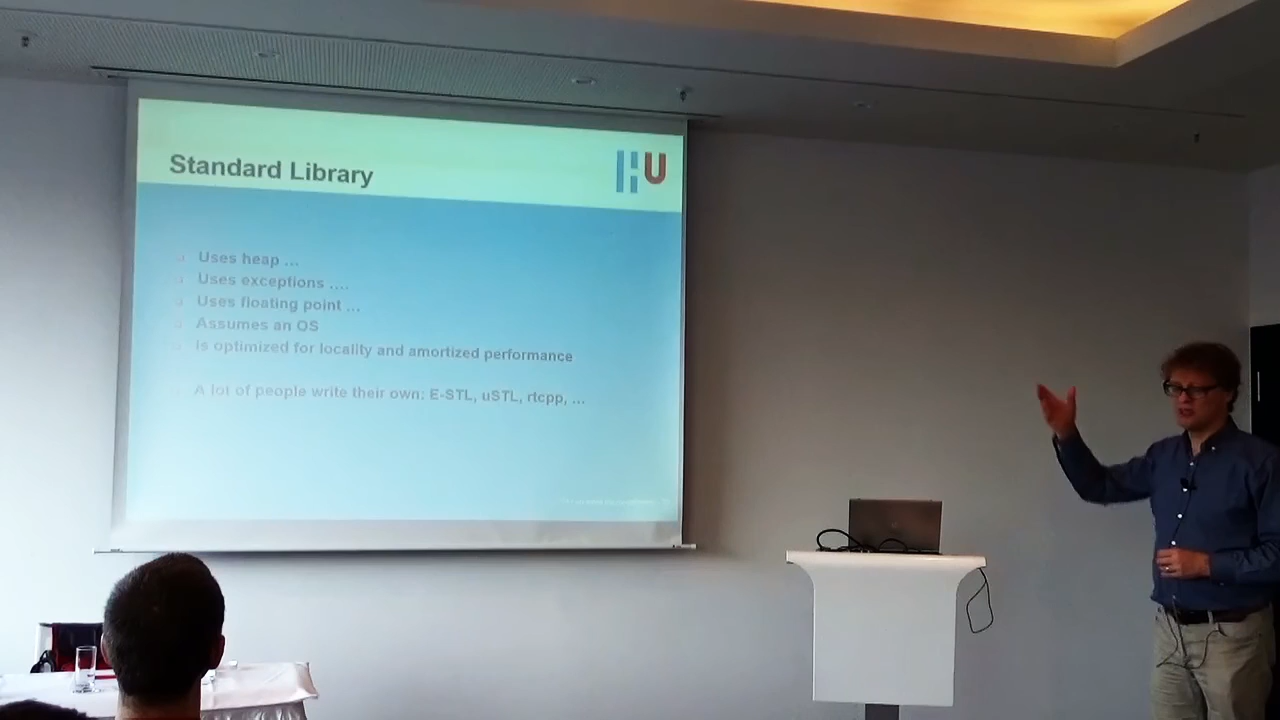 Standard Library
HU
Uses heap ...
Uses exceptions ....
Uses floating point ...
Assumes an OS
Is optimized for locality and amortized performance
A lot of people write their own: E-STL, uSTL, rtcpp, ...